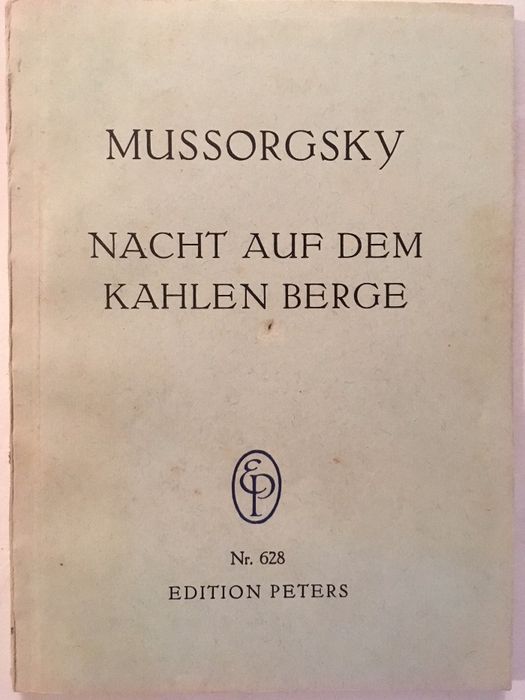 MUSSORGSKY
NACHT AUF DEM
KAHLEN BERGE
EP
Nr. 628
EDITION PETERS